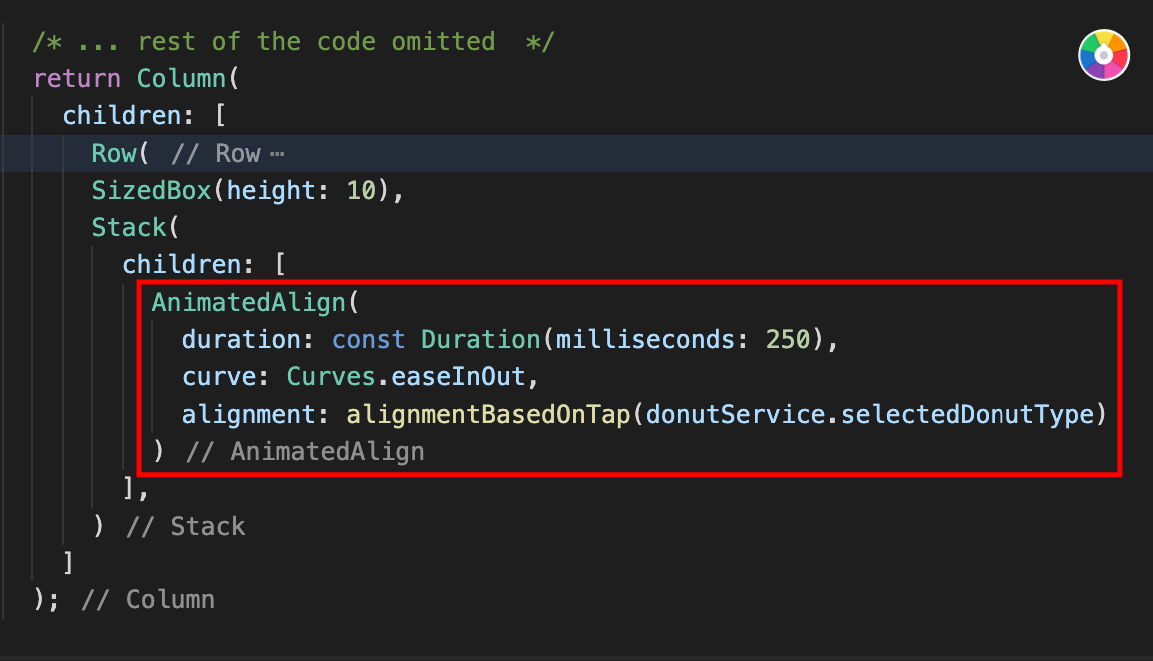 /* ... rest of the code omitted  */
return Column(
children: [
Row( // Row ⋯
SizedBox(height: 10),
Stack(
children: [
AnimatedAlign(
duration: const Duration(milliseconds: 250),
curve: Curves.easeInOut,
alignment: alignmentBasedOnTap(donutService.selectedDonutType)
) // AnimatedAlign
],
) // Stack
]
); // Column